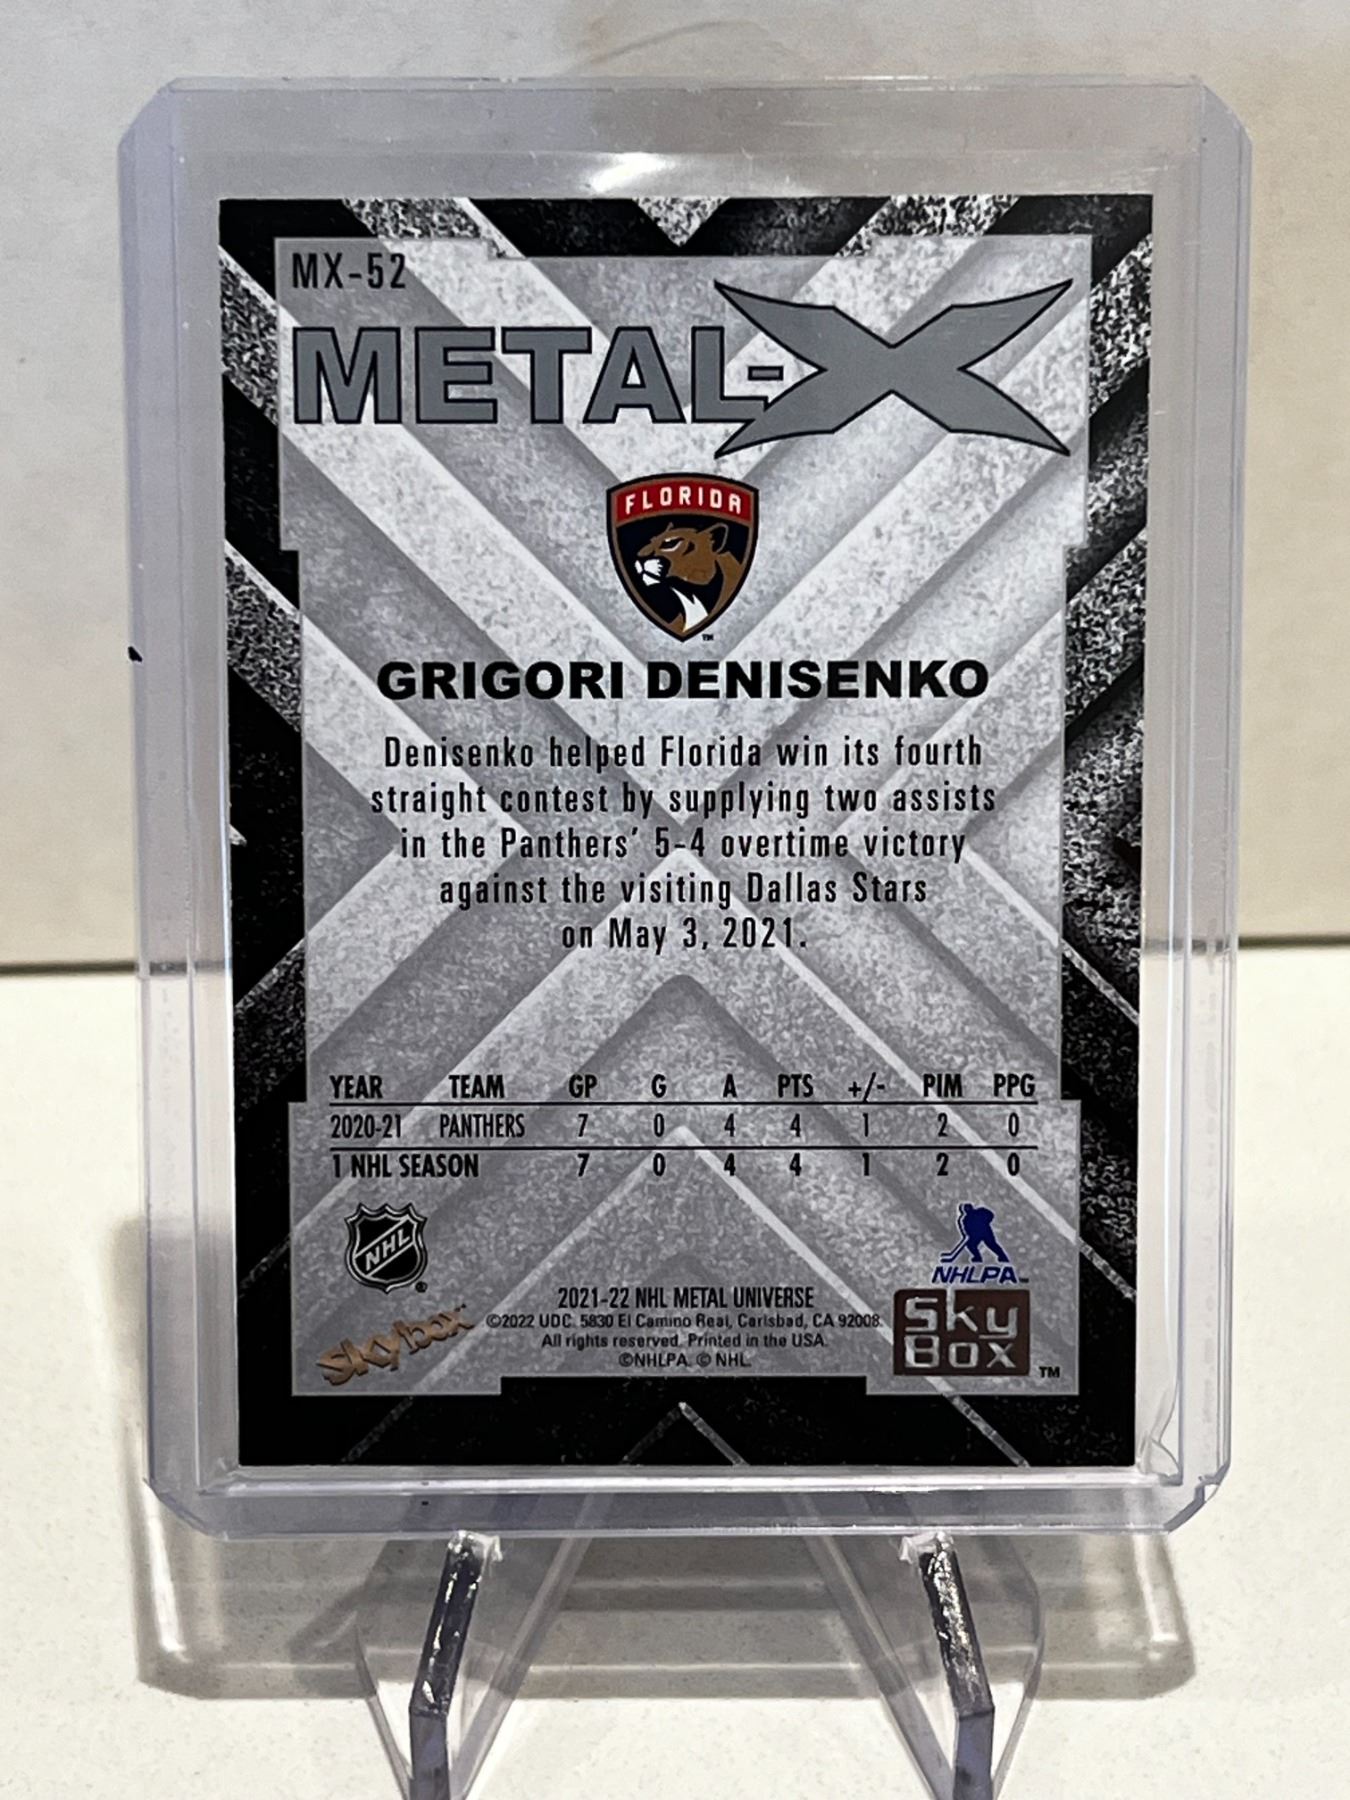 MX-52
METAL-X
FLORIDA
TM
GRIGORI DENISENKO
Denisenko helped Florida win its fourth
straight contest by supplying two assists
in the Panthers' 5-4 overtime victory
against the visiting Dallas Stars
on May 3, 2021.
YEAR TEAM GP G A PTS +/- PIM PPG
2020-21 PANTHERS 7 0 4 4 1 2 0
1 NHL SEASON 7 0 4 4 1 2 0
NHL ®
NHLPA TM
skybox
2021-22 NHL METAL UNIVERSE
©2022 UDC. 5830 El Camino Real, Carlsbad, CA 92008.
All rights reserved. Printed in the USA.
©NHLPA. © NHL.
Sky
Box TM